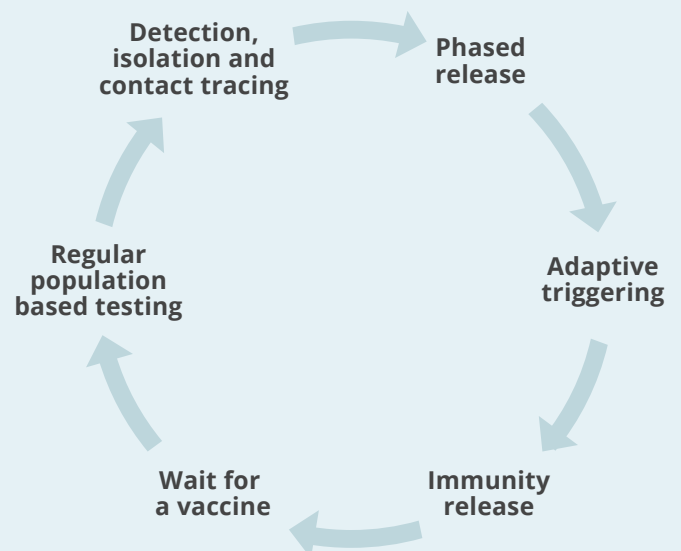 Detection,
isolation and
contact tracing
Phased
release
Adaptive
triggering
Immunity
release
Wait for
a vaccine
Regular
population
based testing